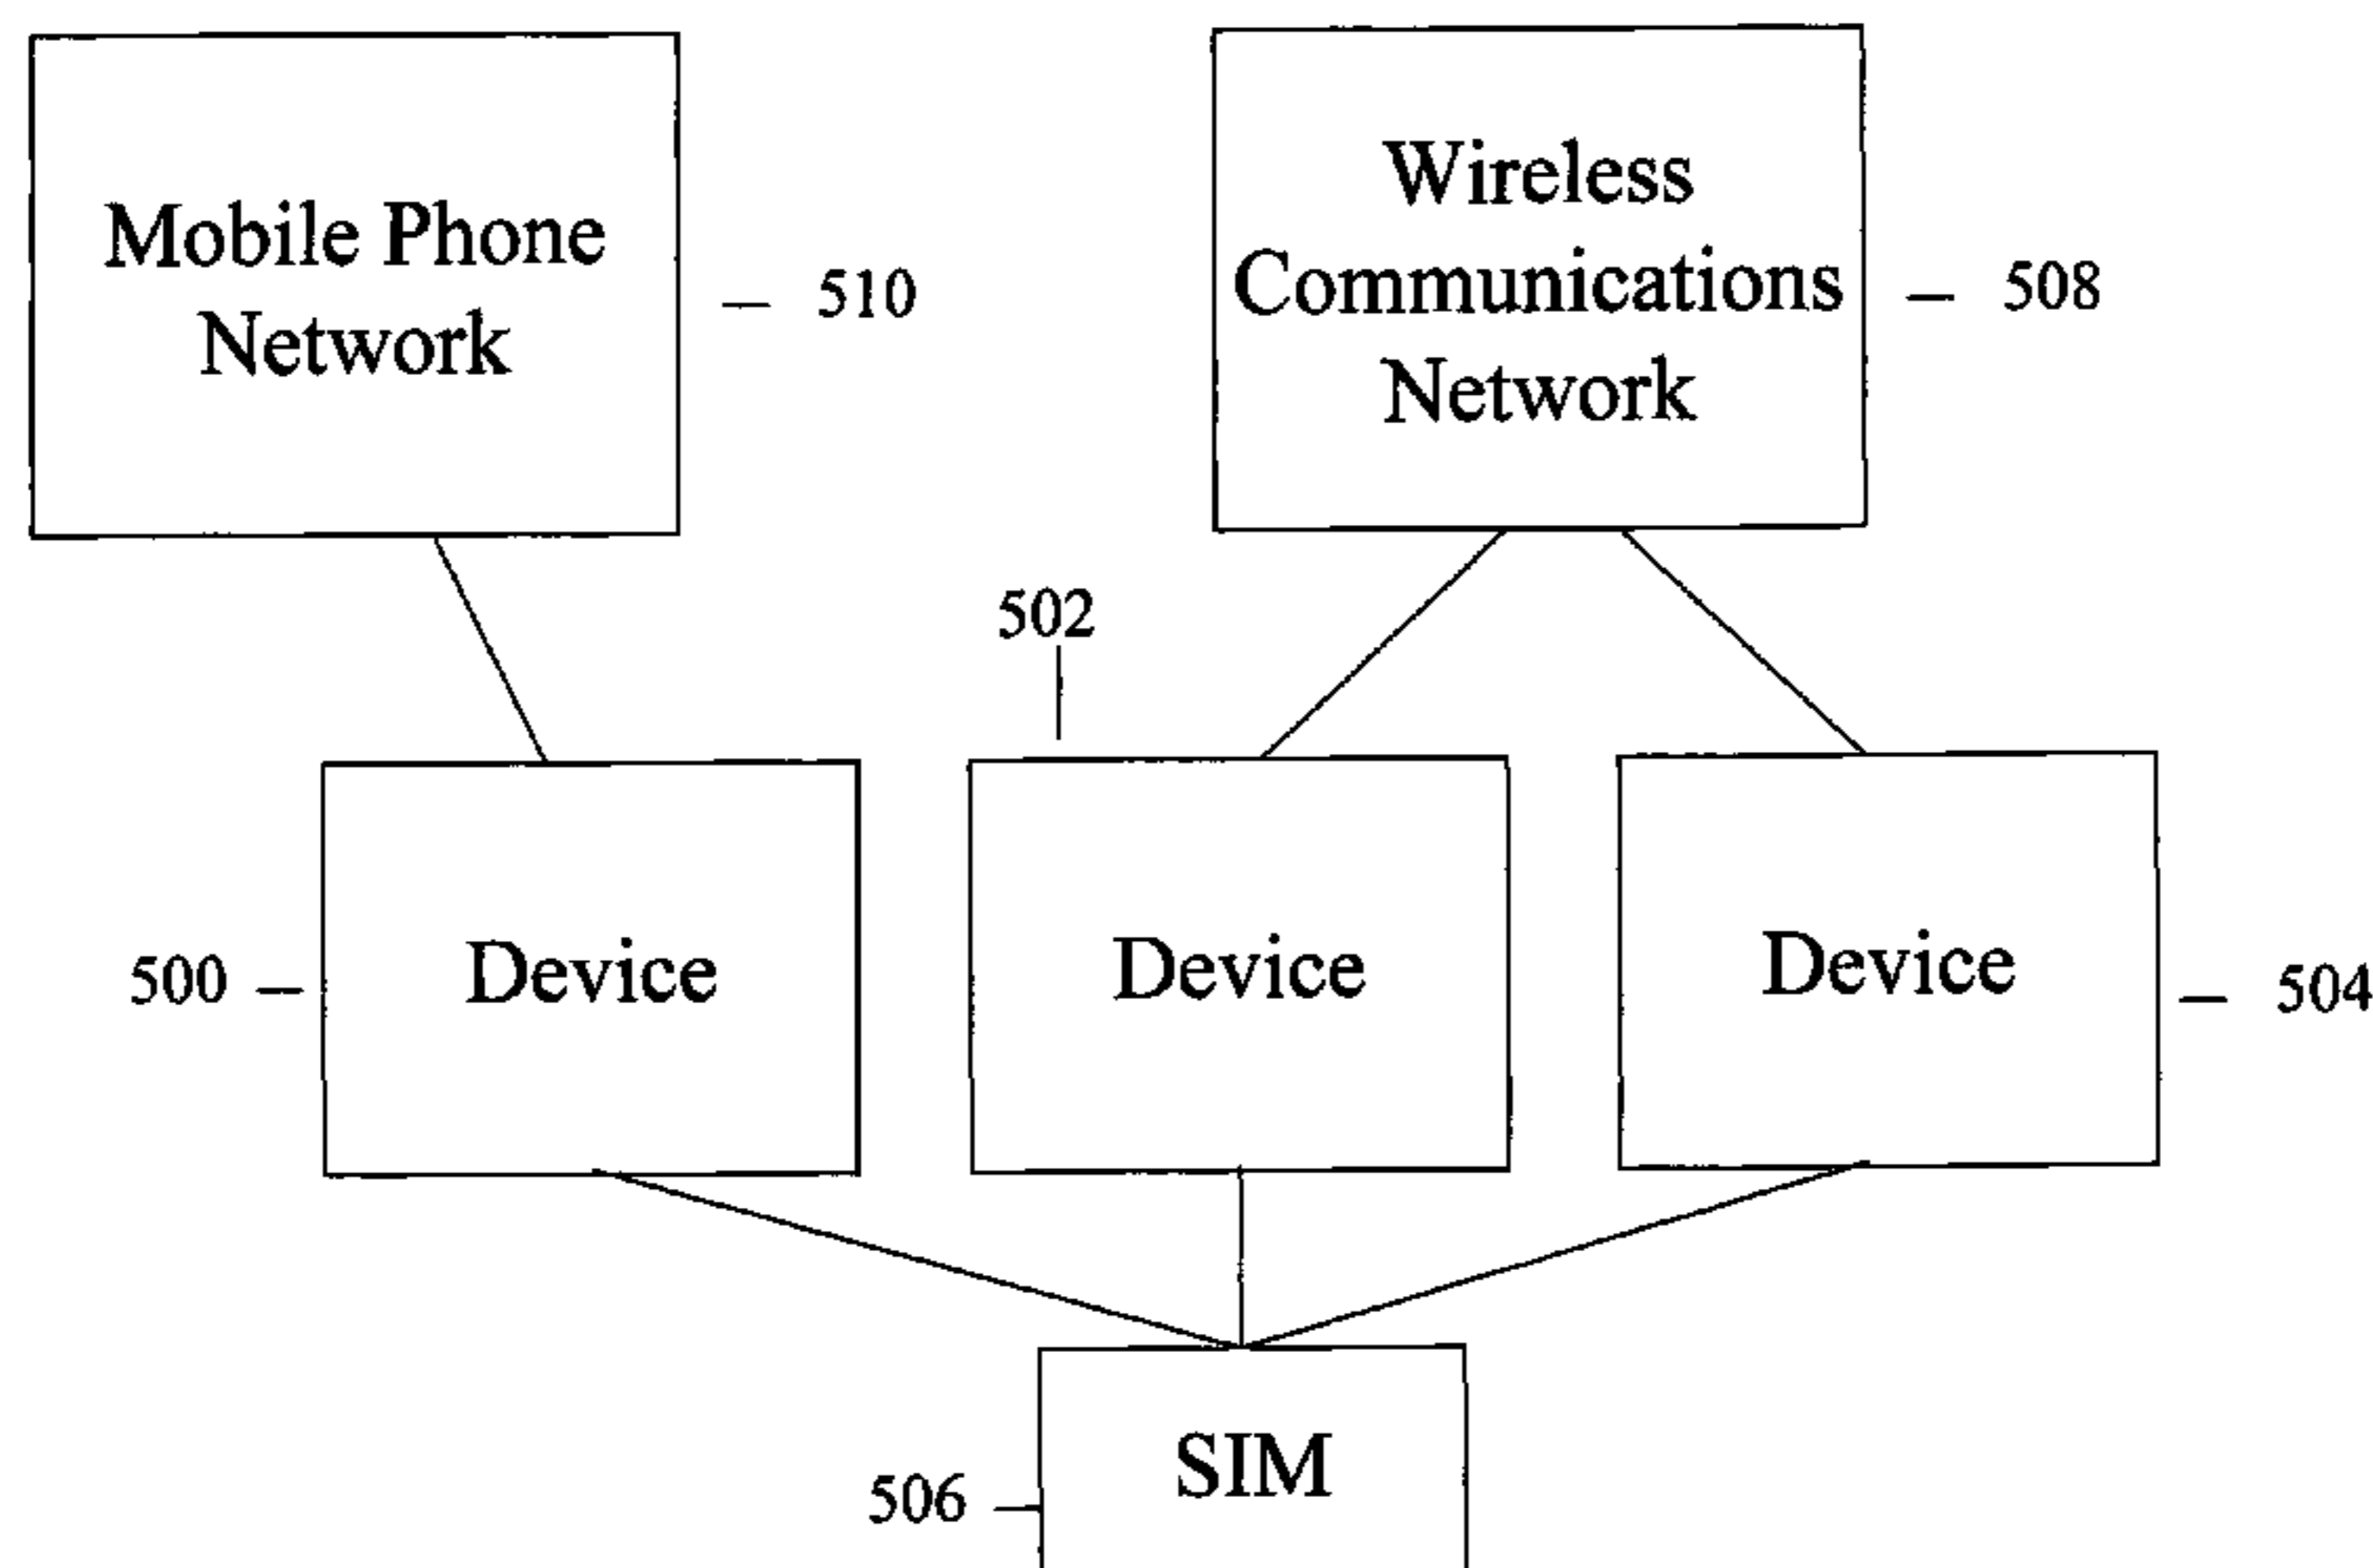 Mobile Phone
Network
510
Wireless
Communications
Network
508
502
500
Device
Device
Device
504
506
SIM